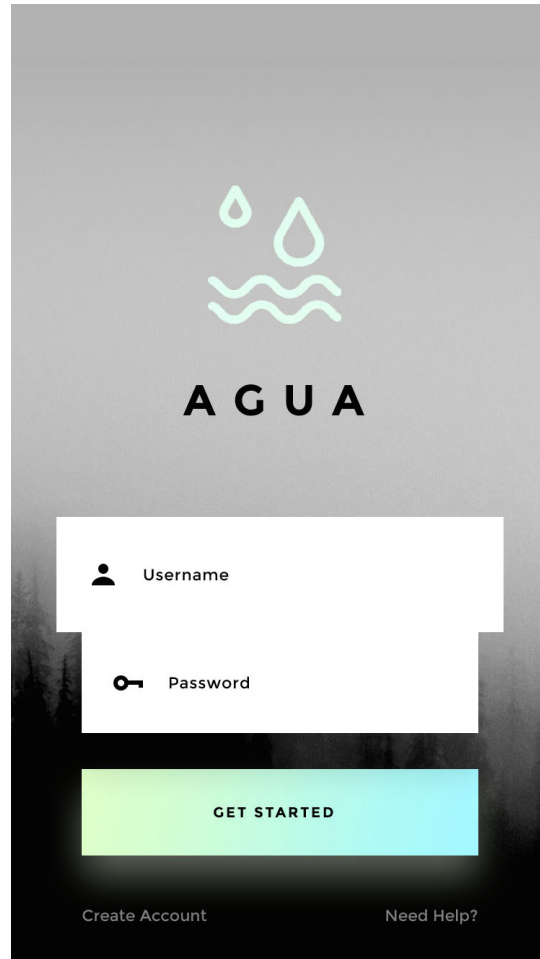 AGUA
Username
Password
GET STARTED
Create Account
Need Help?